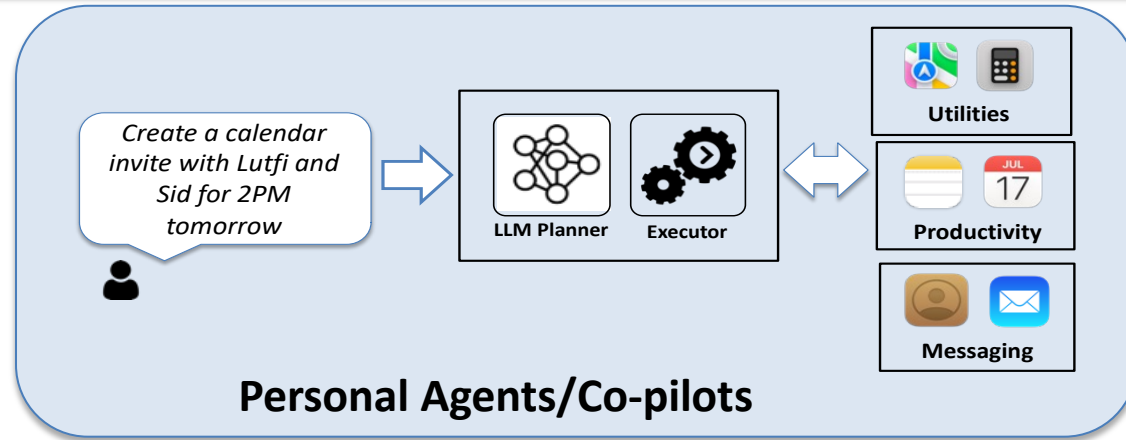 Create a calendar
invite with Lutfi and
Sid for 2PM
tomorrow
LLM Planner
Executor
Utilities
JUL
17
Productivity
Messaging
Personal Agents/Co-pilots